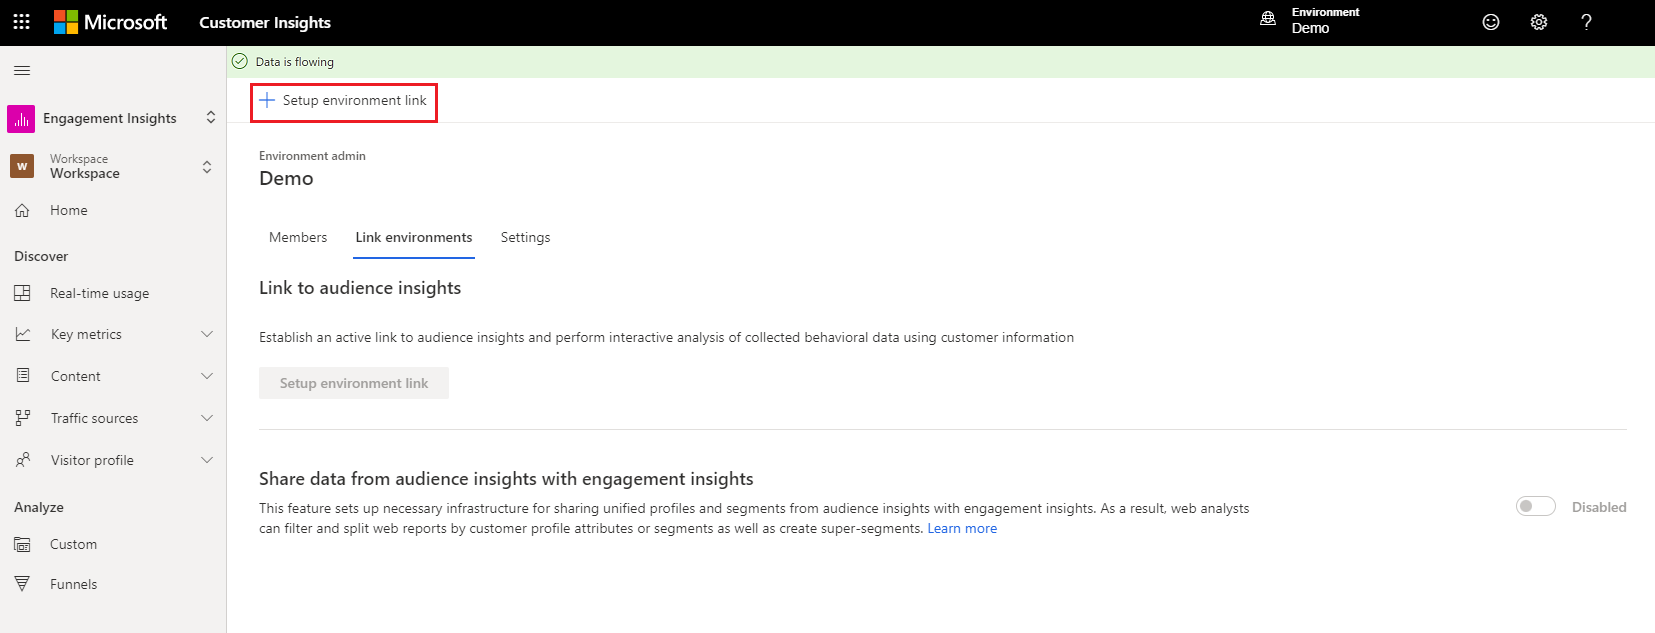 Microsoft
Customer Insights
Environment
Demo
?
Data is flowing
Setup environment link
Engagement Insights
W
Workspace
Workspace
Home
Discover
Real-time usage
Key metrics
Content
Traffic sources
Visitor profile
Analyze
Custom
Funnels
Environment admin
Demo
Members
Link environments
Settings
Link to audience insights
Establish an active link to audience insights and perform interactive analysis of collected behavioral data using customer information
Setup environment link
Share data from audience insights with engagement insights
This feature sets up necessary infrastructure for sharing unified profiles and segments from audience insights with engagement insights. As a result, web analysts
can filter and split web reports by customer profile attributes or segments as well as create super-segments. Learn more
Disabled